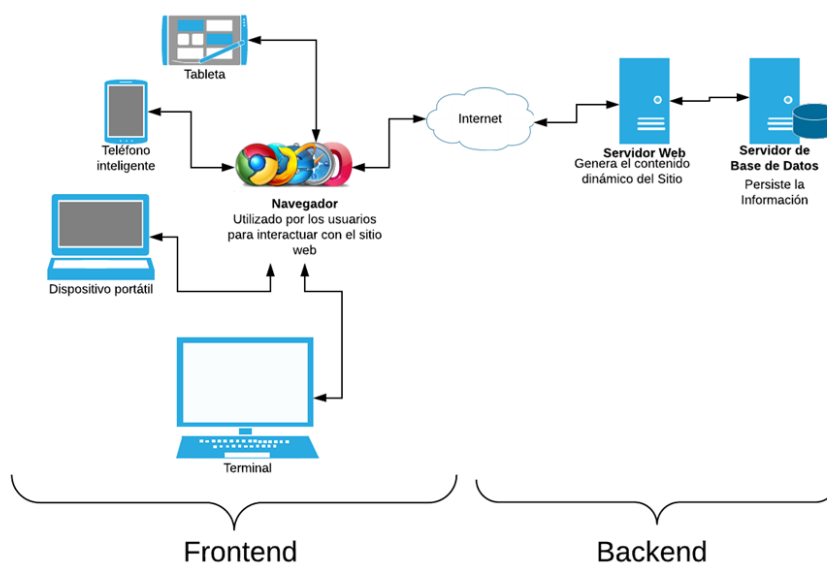 Tableta
Teléfono
inteligente
Navegador
Utilizado por los usuarios
para interactuar con el sitio
web
Internet
Servidor Web
Genera el contenido
dinámico del Sitio
Servidor de
Base de Datos
Persiste la
Información
Dispositivo portátil
Terminal
Frontend
Backend